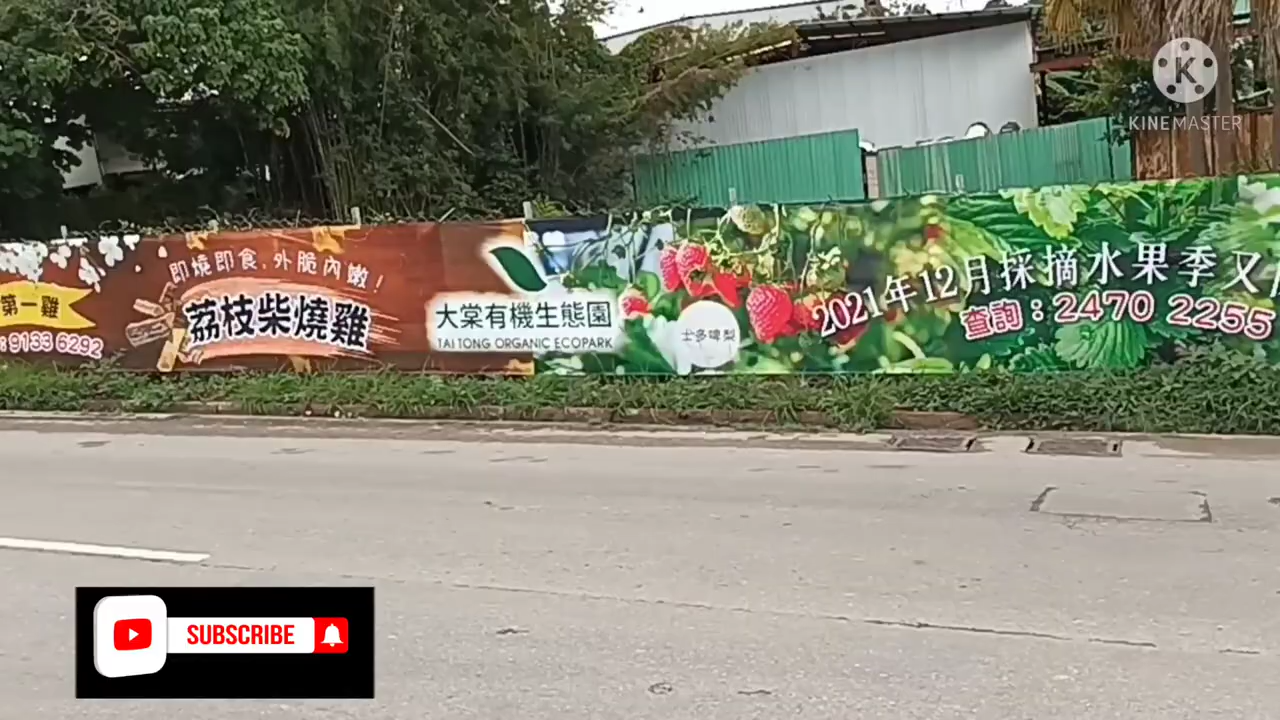 KINEMASTER
即燒即食，外脆內嫩！
第一雞
荔枝柴燒雞
: 9133 6292
大棠有機生態園
TAI TONG ORGANIC ECOPARK
士多啤梨
2021年12月採摘水果季又
查詢：2470 2255
SUBSCRIBE